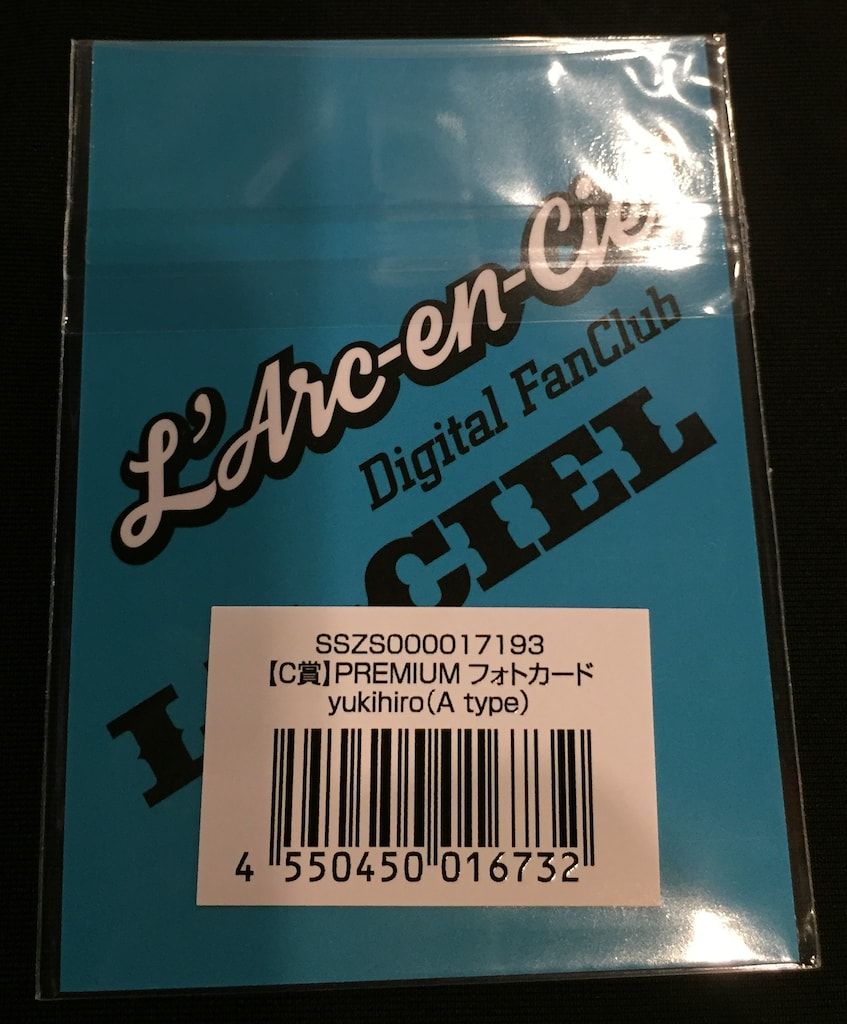 L'Arc-en-Ciel
Digital FanClub
CIEL
SSZS000017193
【C賞】PREMIUM フォトカード
yukihiro(A type)
4 550450 016732